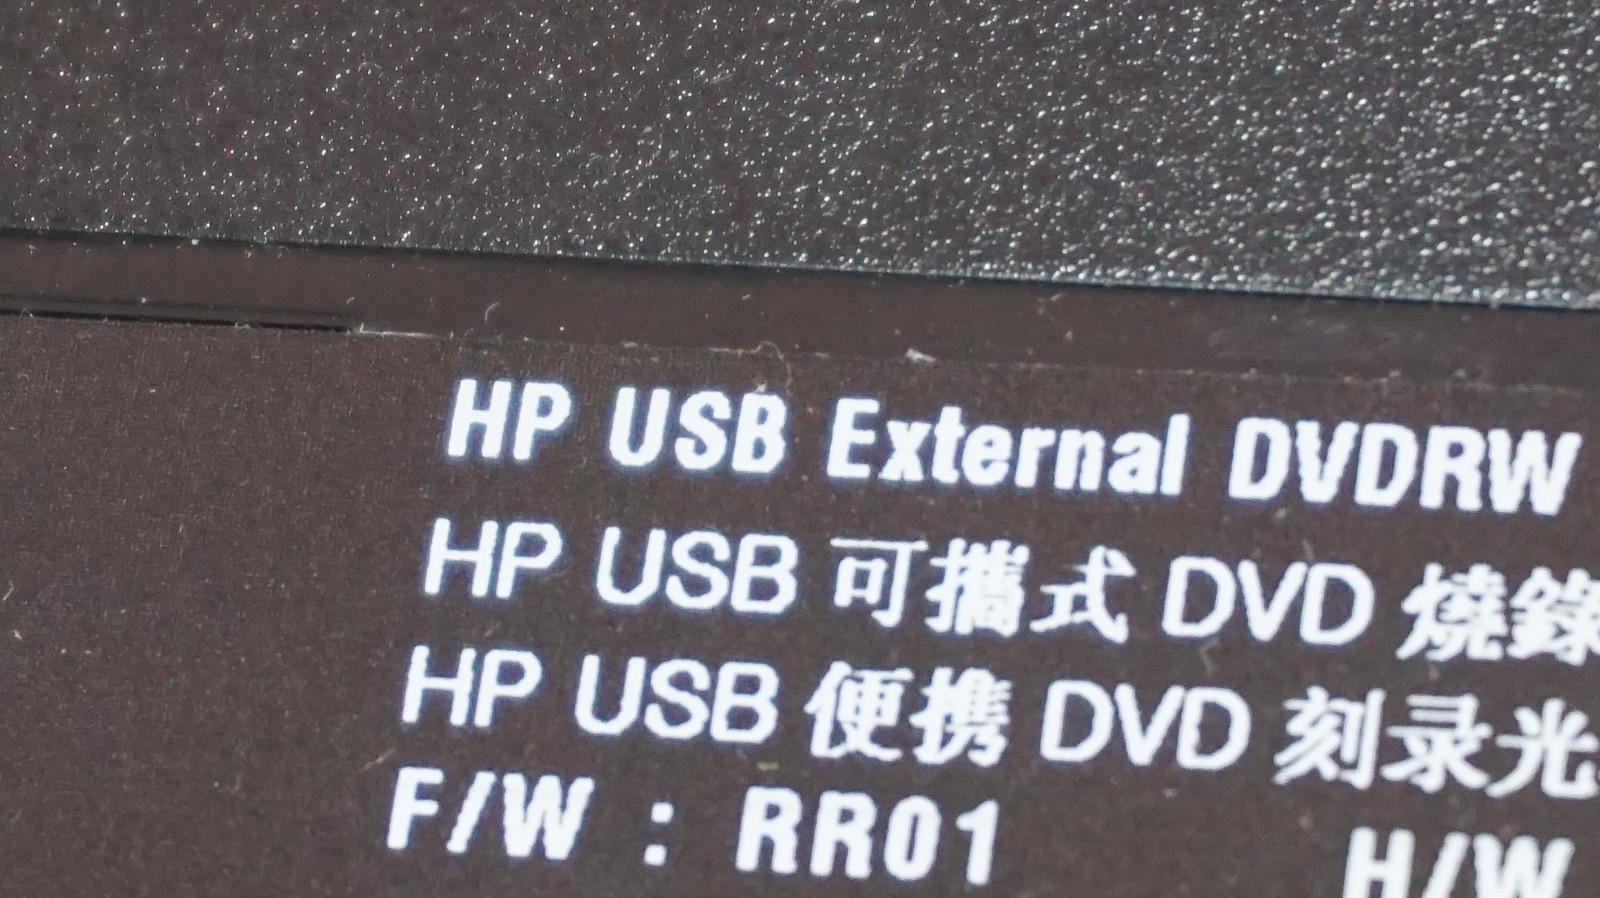 HP USB External DVDRW
HP USB 可攜式 DVD 燒錄
HP USB 便携 DVD 刻录光
F/W : RR01 H/W